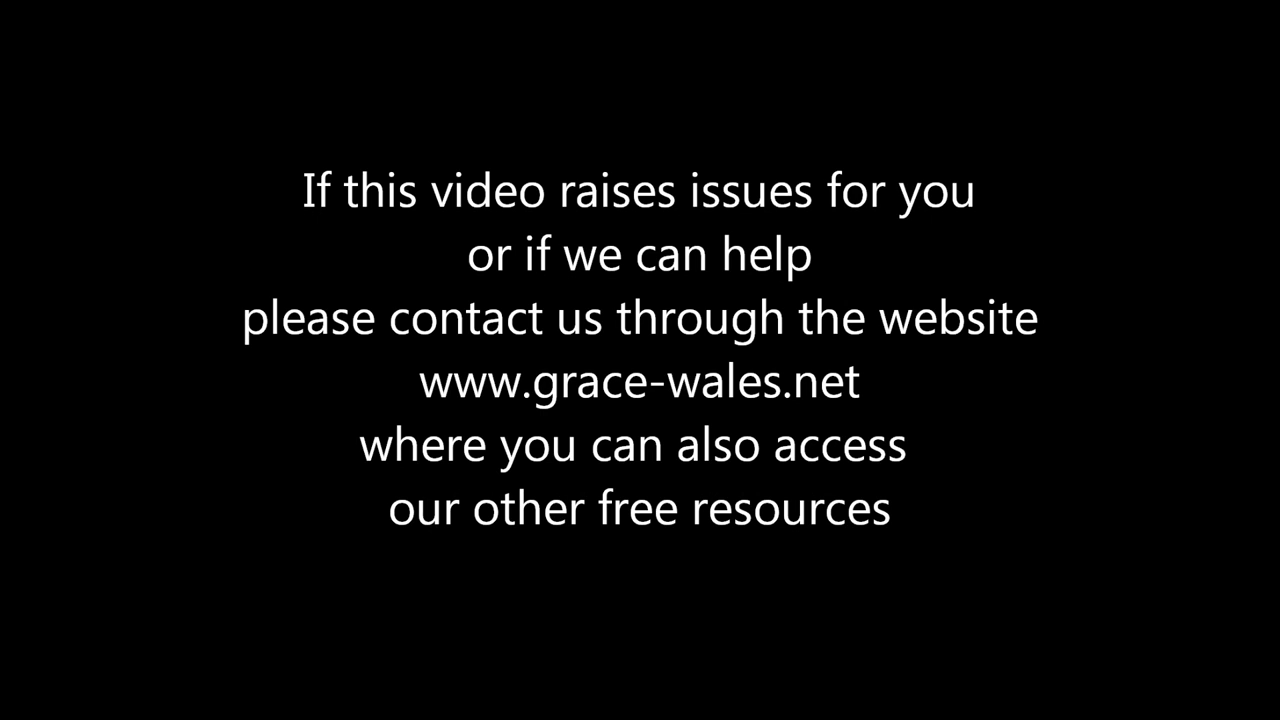 If this video raises issues for you
or if we can help
please contact us through the website
www.grace-wales.net
where you can also access
our other free resources